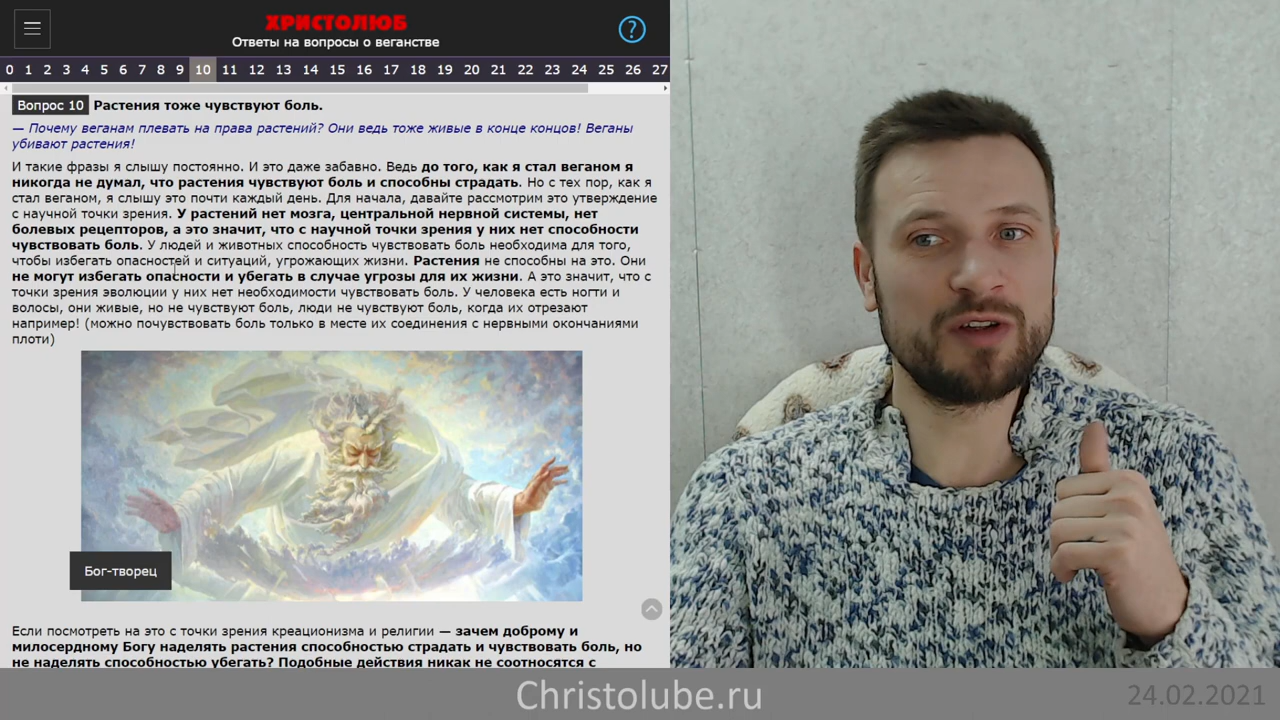 ХРИСТОЛЮБ
Ответы на вопросы о веганстве
0 1 2 3 4 5 6 7 8 9 10 11 12 13 14 15 16 17 18 19 20 21 22 23 24 25 26 27
Вопрос 10 Растения тоже чувствуют боль.
— Почему веганам плевать на права растений? Они ведь тоже живые в конце концов! Веганы
убивают растения!
И такие фразы я слышу постоянно. И это даже забавно. Ведь до того, как я стал веганом я
никогда не думал, что растения чувствуют боль и способны страдать. Но с тех пор, как я
стал веганом, я слышу это почти каждый день. Для начала, давайте рассмотрим это утверждение
с научной точки зрения. У растений нет мозга, центральной нервной системы, нет
болевых рецепторов, а это значит, что с научной точки зрения у них нет способности
чувствовать боль. У людей и животных способность чувствовать боль необходима для того,
чтобы избегать опасностей и ситуаций, угрожающих жизни. Растения не способны на это. Они
не могут избегать опасности и убегать в случае угрозы для их жизни. А это значит, что с
точки зрения эволюции у них нет необходимости чувствовать боль. У человека есть ногти и
волосы, они живые, но не чувствуют боль, люди не чувствуют боль, когда их отрезают
например! (можно почувствовать боль только в месте их соединения с нервными окончаниями
плоти)
Бог-творец
Если посмотреть на это с точки зрения креационизма и религии — зачем доброму и
милосердному Богу наделять растения способностью страдать и чувствовать боль, но
не наделять способностью убегать? Подобные действия никак не соотносятся с
Christolube.ru
24.02.2021